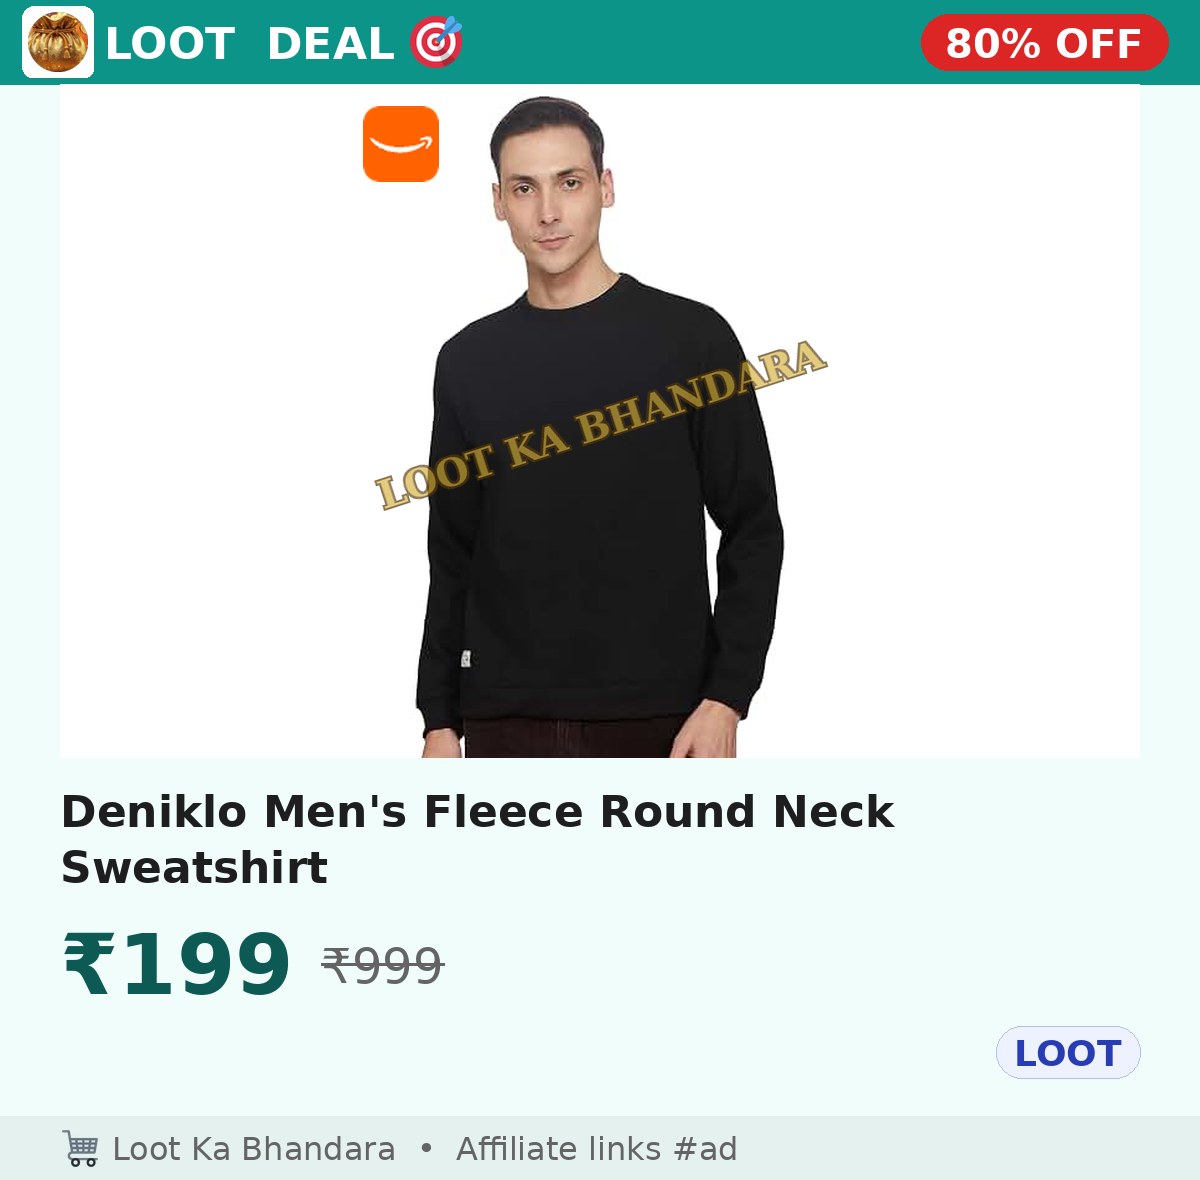 LOOT DEAL 🎯
80% OFF
LOOT KA BHANDARA
Deniklo Men's Fleece Round Neck
Sweatshirt
₹199 ₹999
LOOT
Loot Ka Bhandara • Affiliate links #ad